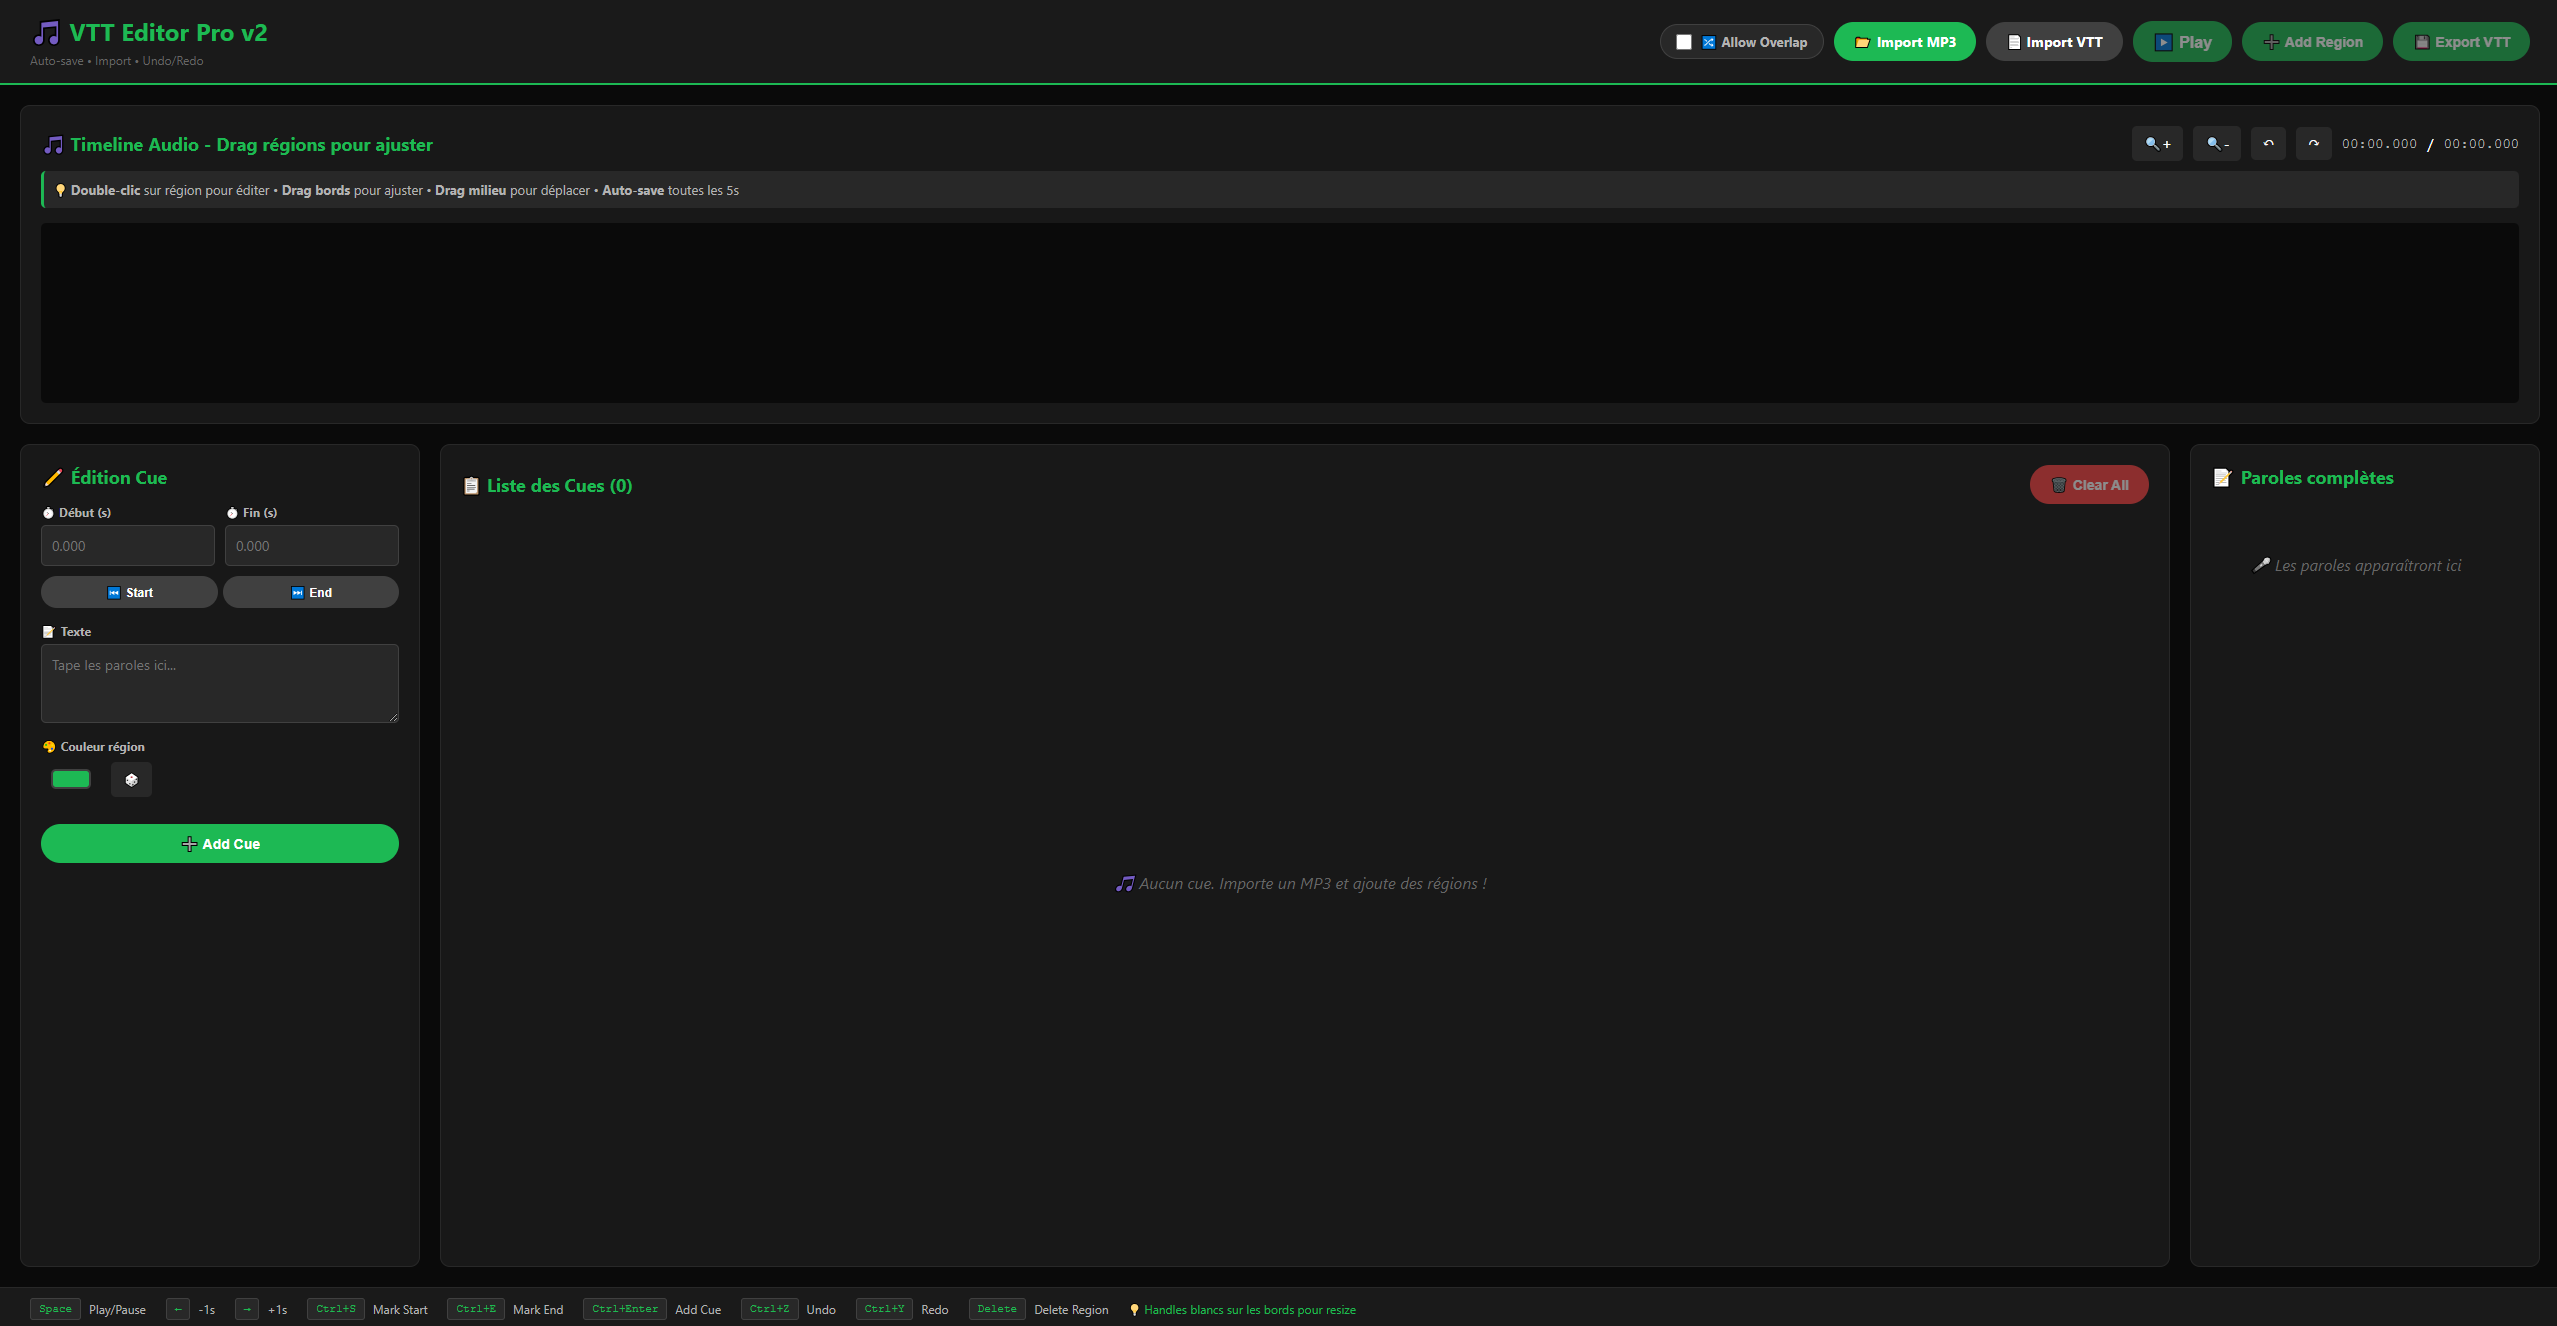 🎵 VTT Editor Pro v2
Auto-save • Import • Undo/Redo
🔀 Allow Overlap
📂 Import MP3
📄 Import VTT
▶️ Play
➕ Add Region
💾 Export VTT
🎵 Timeline Audio - Drag régions pour ajuster
🔍+
🔍-
↶
↷
00:00.000 / 00:00.000
💡 Double-clic sur région pour éditer • Drag bords pour ajuster • Drag milieu pour déplacer • Auto-save toutes les 5s
✏️ Édition Cue
⏱️ Début (s)
⏱️ Fin (s)
0.000
0.000
⏮️ Start
⏭️ End
📝 Texte
Tape les paroles ici...
🎨 Couleur région
🎲
➕ Add Cue
📋 Liste des Cues (0)
🗑️ Clear All
🎵 Aucun cue. Importe un MP3 et ajoute des régions !
📝 Paroles complètes
🎤 Les paroles apparaîtront ici
Space Play/Pause ← -1s → +1s Ctrl+S Mark Start Ctrl+E Mark End Ctrl+Enter Add Cue Ctrl+Z Undo Ctrl+Y Redo Delete Delete Region 💡 Handles blancs sur les bords pour resize